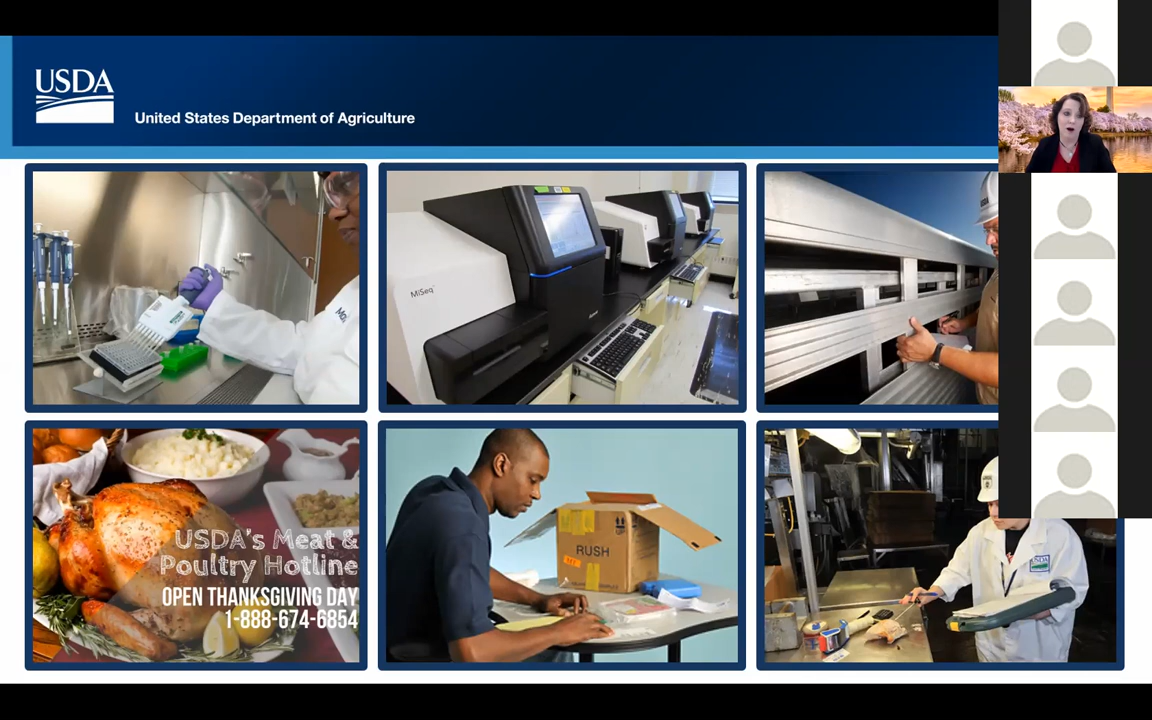 USDA
United States Department of Agriculture
MiSeq
USDA's Meat &
Poultry Hotline
OPEN THANKSGIVING DAY
1-888-674-6854
RUSH
USDA